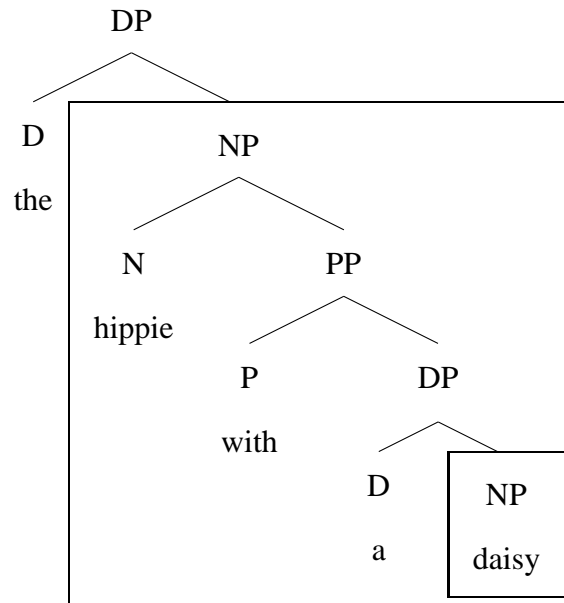 DP
D NP
the
N PP
hippie
P DP
with
D NP
a daisy